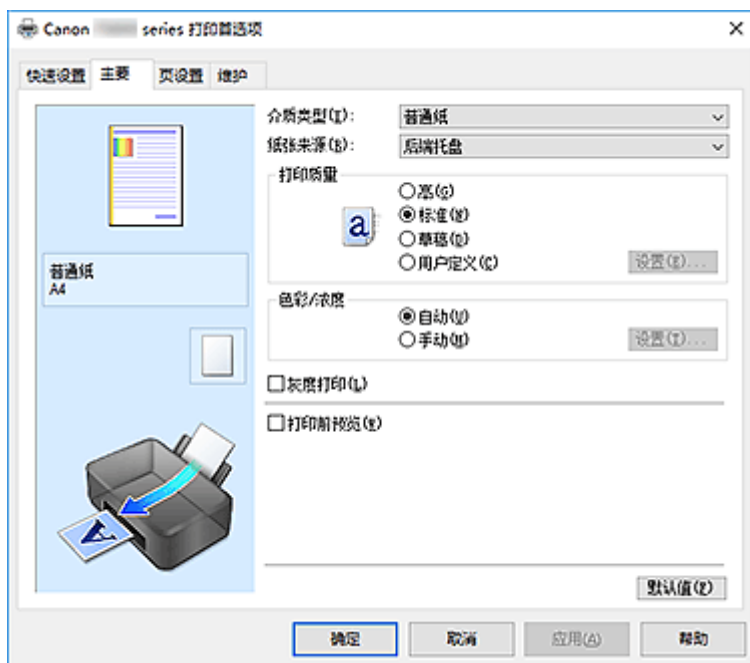 Canon series 打印首选项
快速设置 主要 页设置 维护
介质类型(I): 普通纸
纸张来源(B): 后端托盘
打印质量
高(G)
a 标准(N)
草稿(D)
用户定义(C) 设置(E)...
普通纸
A4
色彩/浓度
自动(U)
手动(M) 设置(T)...
灰度打印(L)
打印前预览(W)
A
默认值(F)
确定 取消 应用(A) 帮助